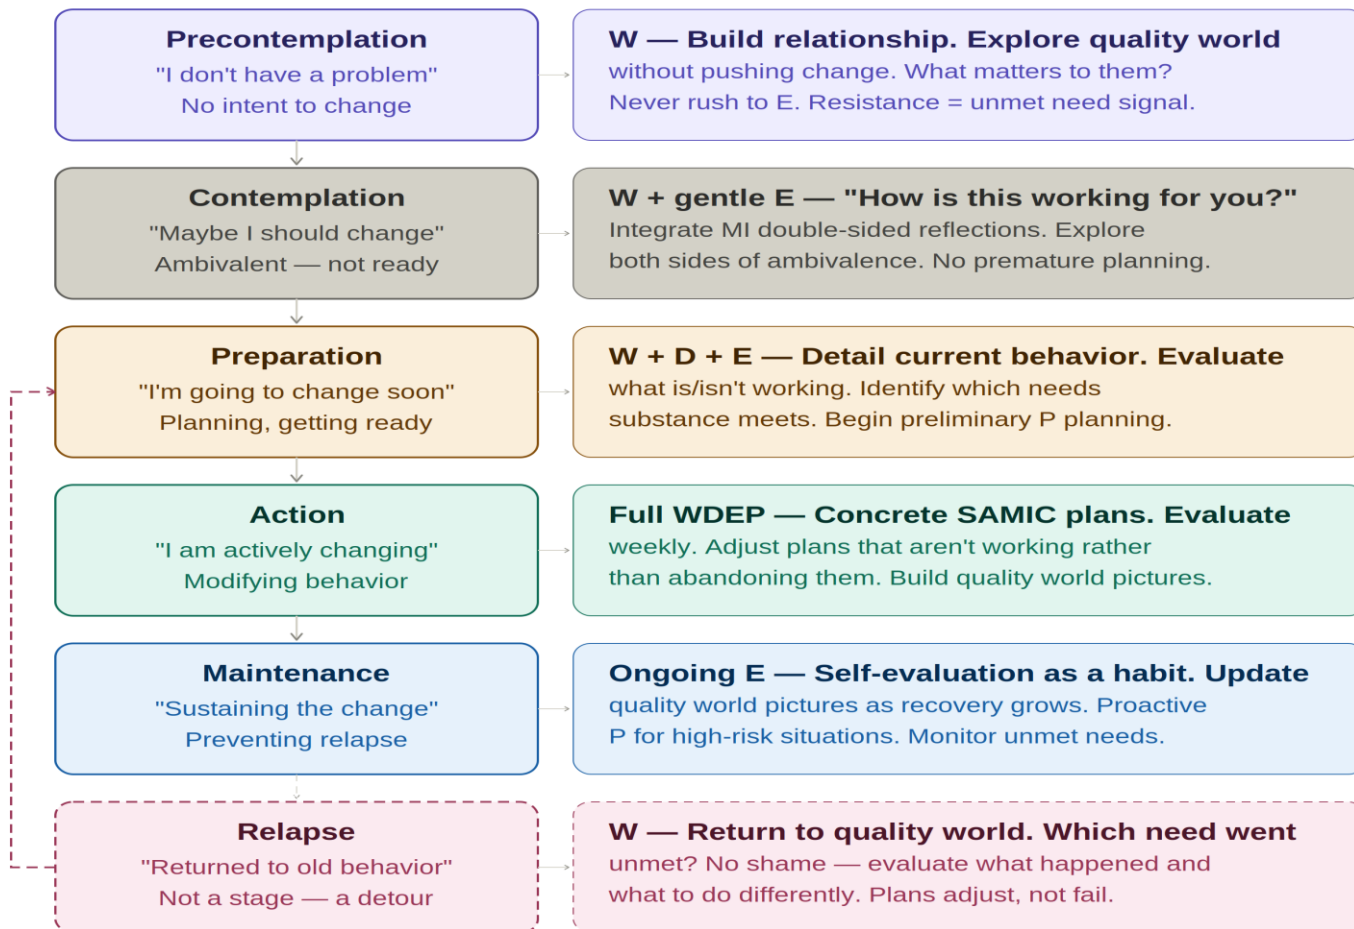 Precontemplation
"I don't have a problem"
No intent to change
W — Build relationship. Explore quality world
without pushing change. What matters to them?
Never rush to E. Resistance = unmet need signal.
Contemplation
"Maybe I should change"
Ambivalent — not ready
W + gentle E — "How is this working for you?"
Integrate MI double-sided reflections. Explore
both sides of ambivalence. No premature planning.
Preparation
"I'm going to change soon"
Planning, getting ready
W + D + E — Detail current behavior. Evaluate
what is/isn't working. Identify which needs
substance meets. Begin preliminary P planning.
Action
"I am actively changing"
Modifying behavior
Full WDEP — Concrete SAMIC plans. Evaluate
weekly. Adjust plans that aren't working rather
than abandoning them. Build quality world pictures.
Maintenance
"Sustaining the change"
Preventing relapse
Ongoing E — Self-evaluation as a habit. Update
quality world pictures as recovery grows. Proactive
P for high-risk situations. Monitor unmet needs.
Relapse
"Returned to old behavior"
Not a stage — a detour
W — Return to quality world. Which need went
unmet? No shame — evaluate what happened and
what to do differently. Plans adjust, not fail.